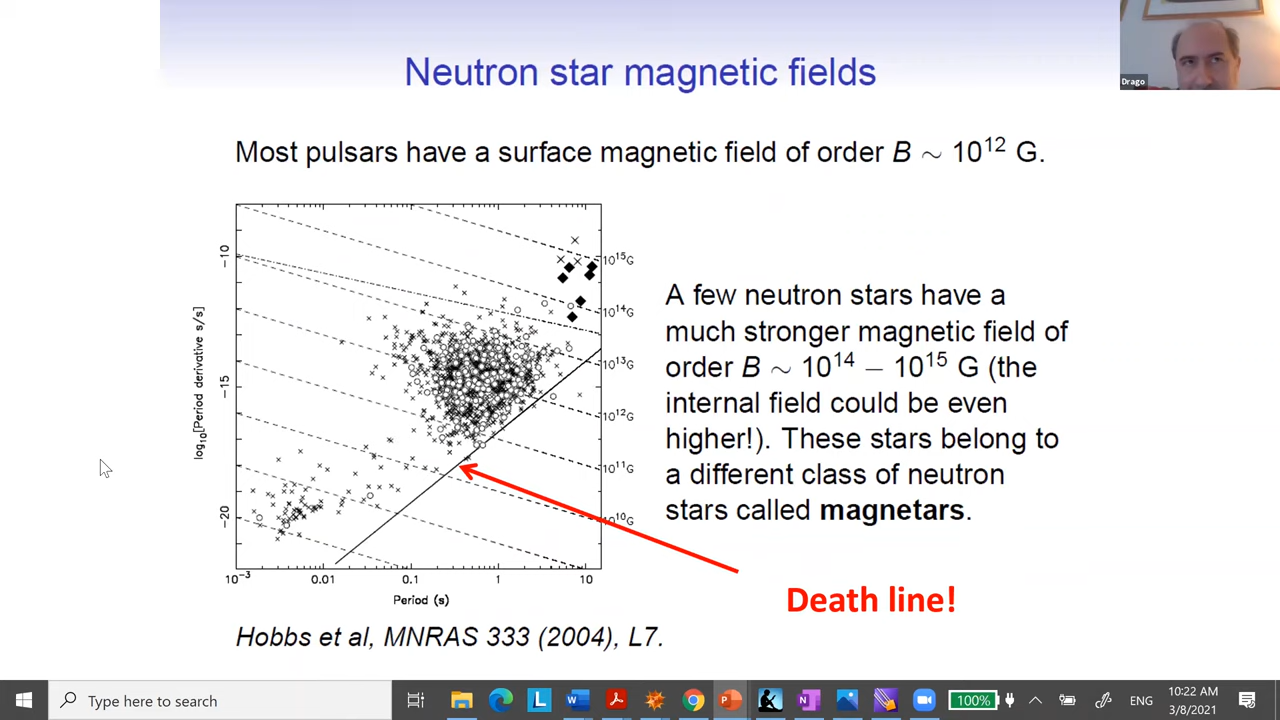 Neutron star magnetic fields
Drago
Most pulsars have a surface magnetic field of order B ∼ 10¹² G.
log₁₀[Period derivative s/s]
−10
−15
−20
10¹⁵G
10¹⁴G
10¹³G
10¹²G
10¹¹G
10¹⁰G
10⁻³ 0.01 0.1 1 10
Period (s)
A few neutron stars have a
much stronger magnetic field of
order B ∼ 10¹⁴ − 10¹⁵ G (the
internal field could be even
higher!). These stars belong to
a different class of neutron
stars called magnetars.
Death line!
Hobbs et al, MNRAS 333 (2004), L7.
Type here to search
L
W
P
N
100%
ENG
10:22 AM
3/8/2021